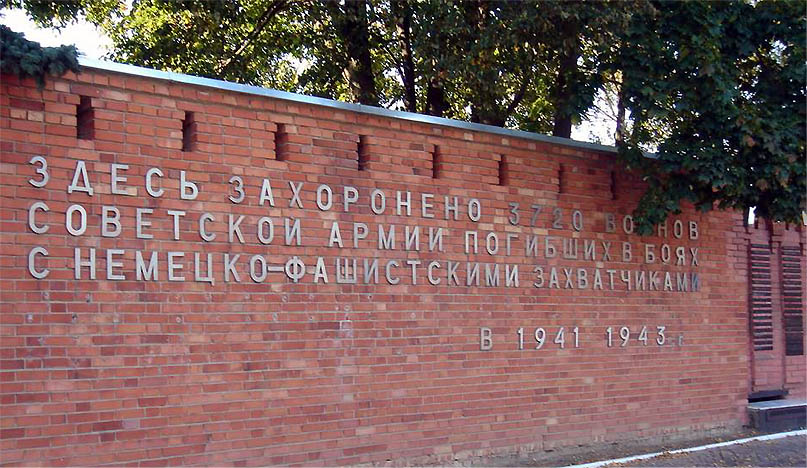 ЗДЕСЬ ЗАХОРОНЕНО 3720 ВОИНОВ
СОВЕТСКОЙ АРМИИ ПОГИБШИХ В БОЯХ
С НЕМЕЦКО-ФАШИСТСКИМИ ЗАХВАТЧИКАМИ
В 1941 1943 г.